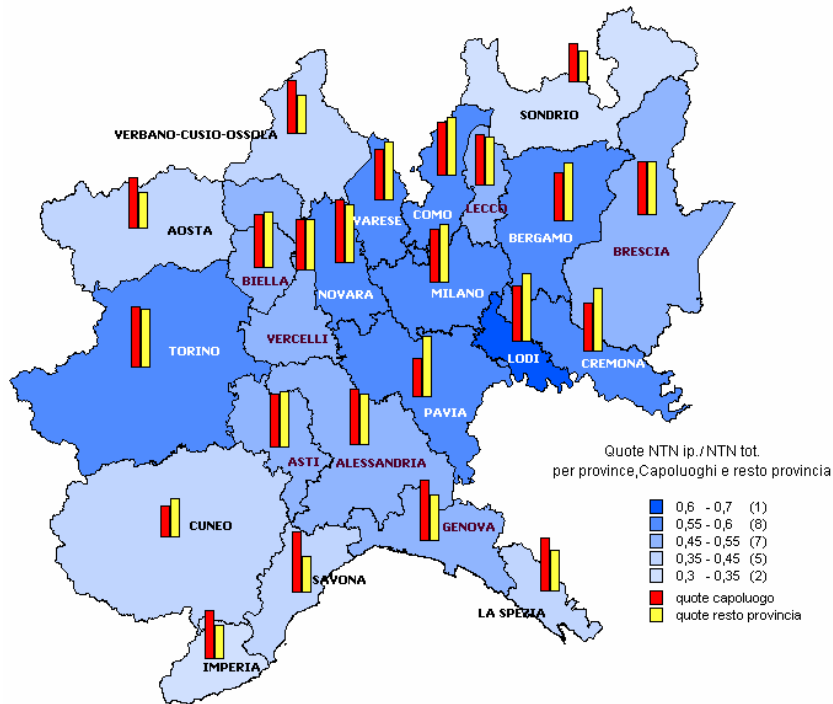 SONDRIO
VERBANO-CUSIO-OSSOLA
AOSTA
VARESE
COMO
LECCO
BERGAMO
BRESCIA
BIELLA
NOVARA
MILANO
TORINO
VERCELLI
LODI
CREMONA
PAVIA
ASTI
ALESSANDRIA
CUNEO
GENOVA
SAVONA
LA SPEZIA
IMPERIA
Quote NTN ip./ NTN tot.
per province,Capoluoghi e resto provincia
0,6 - 0,7 (1)
0,55 - 0,6 (8)
0,45 - 0,55 (7)
0,35 - 0,45 (5)
0,3 - 0,35 (2)
quote capoluogo
quote resto provincia